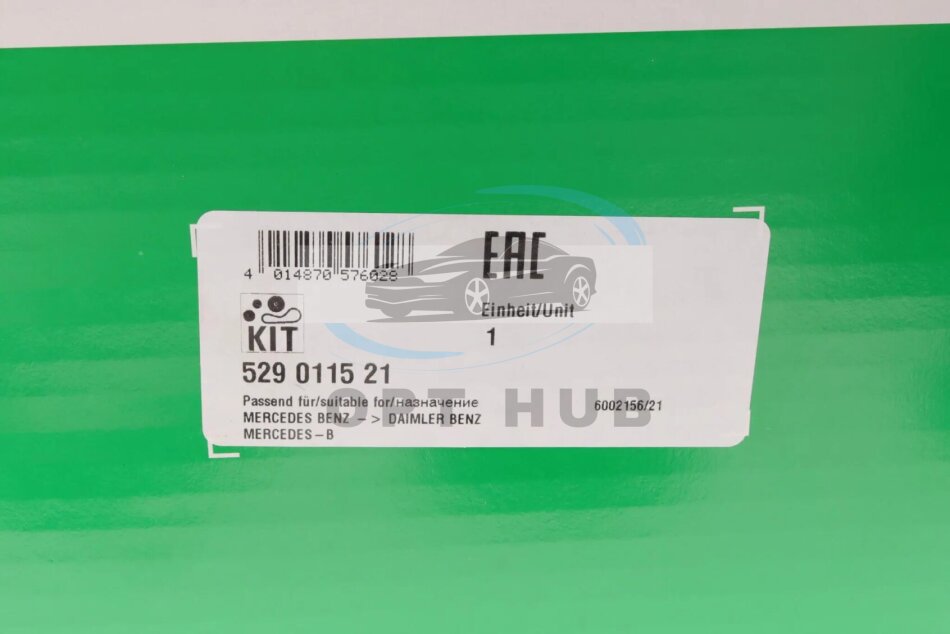 4 014870 576028
EAC
Einheit/Unit
1
KIT
529 0115 21
Passend für/suitable for/назначение
MERCEDES BENZ -> DAIMLER BENZ
MERCEDES-B
6002156/21
OPT HUB